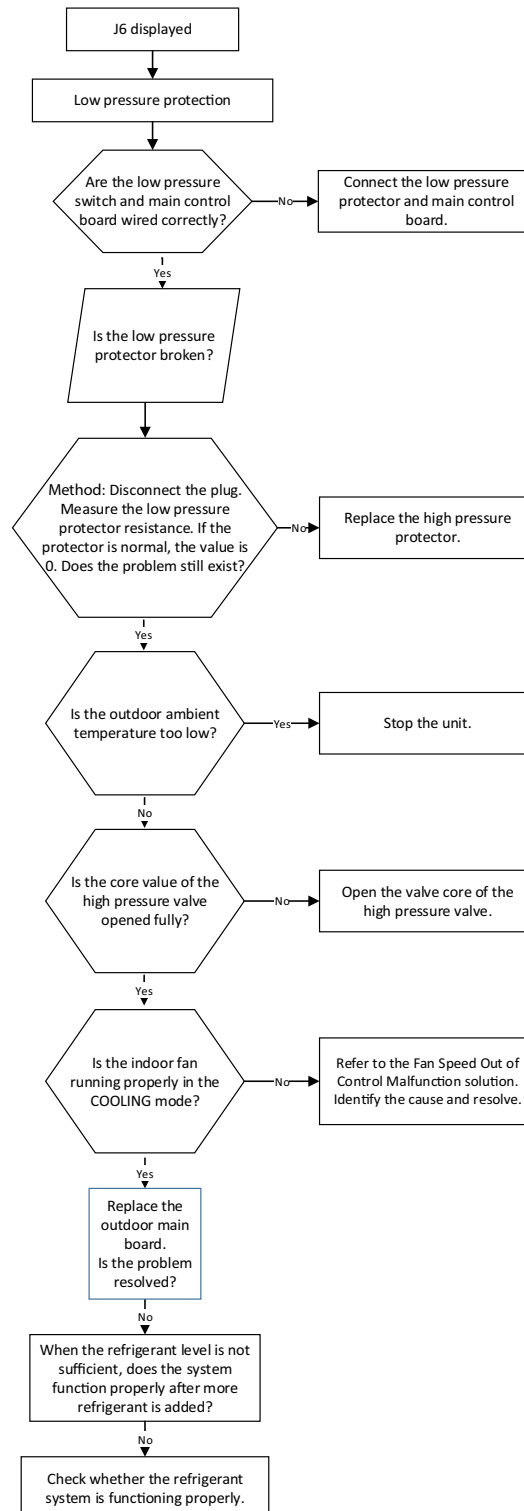 J6 displayed
Low pressure protection
Are the low pressure
switch and main control
board wired correctly?
No
Connect the low pressure
protector and main control
board.
Yes
Is the low pressure
protector broken?
Method: Disconnect the plug.
Measure the low pressure
protector resistance. If the
protector is normal, the value is
0. Does the problem still exist?
No
Replace the high pressure
protector.
Yes
Is the outdoor ambient
temperature too low?
Yes
Stop the unit.
No
Is the core value of the
high pressure valve
opened fully?
No
Open the valve core of the
high pressure valve.
Yes
Is the indoor fan
running properly in the
COOLING mode?
No
Refer to the Fan Speed Out of
Control Malfunction solution.
Identify the cause and resolve.
Yes
Replace the
outdoor main
board.
Is the problem
resolved?
No
When the refrigerant level is not
sufficient, does the system
function properly after more
refrigerant is added?
No
Check whether the refrigerant
system is functioning properly.